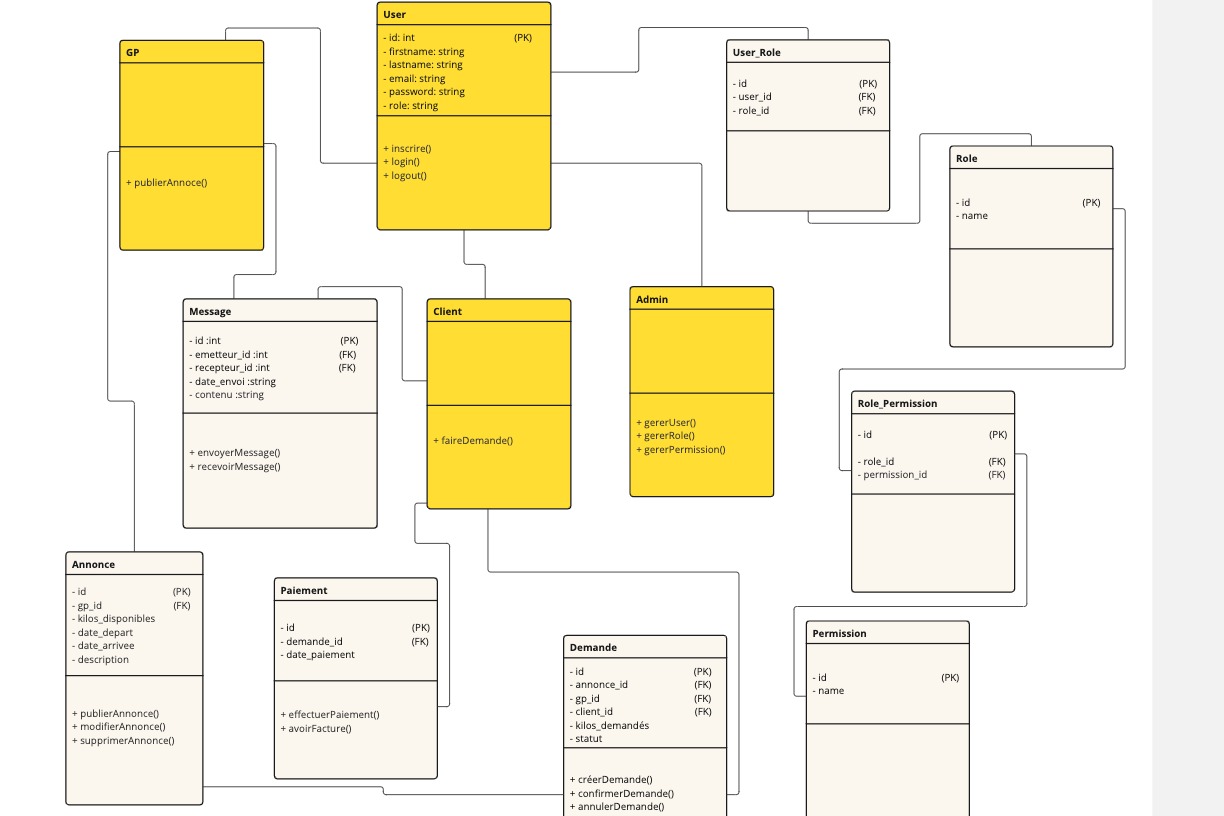 User
- id: int (PK)
- firstname: string
- lastname: string
- email: string
- password: string
- role: string
+ inscrire()
+ login()
+ logout()
GP
+ publierAnnoce()
User_Role
- id (PK)
- user_id (FK)
- role_id (FK)
Role
- id (PK)
- name
Message
- id :int (PK)
- emetteur_id :int (FK)
- recepteur_id :int (FK)
- date_envoi :string
- contenu :string
+ envoyerMessage()
+ recevoirMessage()
Client
+ faireDemande()
Admin
+ gererUser()
+ gererRole()
+ gererPermission()
Role_Permission
- id (PK)
- role_id (FK)
- permission_id (FK)
Annonce
- id (PK)
- gp_id (FK)
- kilos_disponibles
- date_depart
- date_arrivee
- description
+ publierAnnonce()
+ modifierAnnonce()
+ supprimerAnnonce()
Paiement
- id (PK)
- demande_id (FK)
- date_paiement
+ effectuerPaiement()
+ avoirFacture()
Demande
- id (PK)
- annonce_id (FK)
- gp_id (FK)
- client_id (FK)
- kilos_demandés
- statut
+ créerDemande()
+ confirmerDemande()
+ annulerDemande()
Permission
- id (PK)
- name